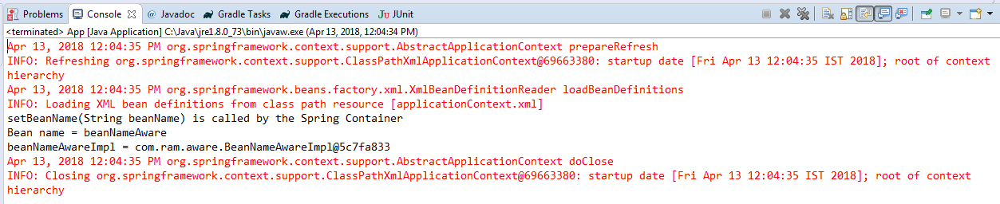 Problems Console Javadoc Gradle Tasks Gradle Executions JUnit
<terminated> App [Java Application] C:\Java\jre1.8.0_73\bin\javaw.exe (Apr 13, 2018, 12:04:34 PM)
Apr 13, 2018 12:04:35 PM org.springframework.context.support.AbstractApplicationContext prepareRefresh
INFO: Refreshing org.springframework.context.support.ClassPathXmlApplicationContext@69663380: startup date [Fri Apr 13 12:04:35 IST 2018]; root of context
hierarchy
Apr 13, 2018 12:04:35 PM org.springframework.beans.factory.xml.XmlBeanDefinitionReader loadBeanDefinitions
INFO: Loading XML bean definitions from class path resource [applicationContext.xml]
setBeanName(String beanName) is called by the Spring Container
Bean name = beanNameAware
beanNameAwareImpl = com.ram.aware.BeanNameAwareImpl@5c7fa833
Apr 13, 2018 12:04:35 PM org.springframework.context.support.AbstractApplicationContext doClose
INFO: Closing org.springframework.context.support.ClassPathXmlApplicationContext@69663380: startup date [Fri Apr 13 12:04:35 IST 2018]; root of context
hierarchy